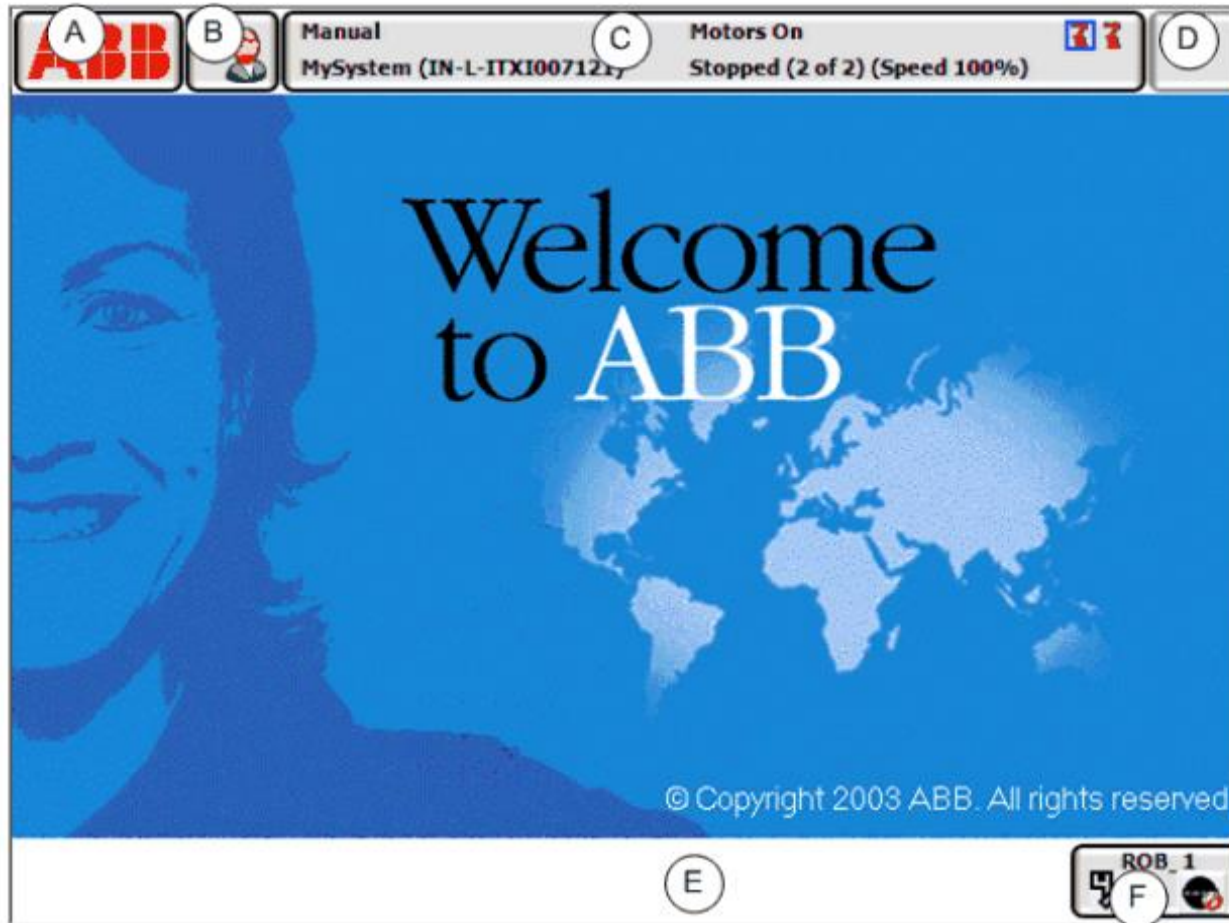 ABB
A
B
Manual
C
Motors On
D
MySystem (IN-L-ITXI007121)
Stopped (2 of 2) (Speed 100%)
Welcome
to ABB
© Copyright 2003 ABB. All rights reserved
E
ROB_1
F